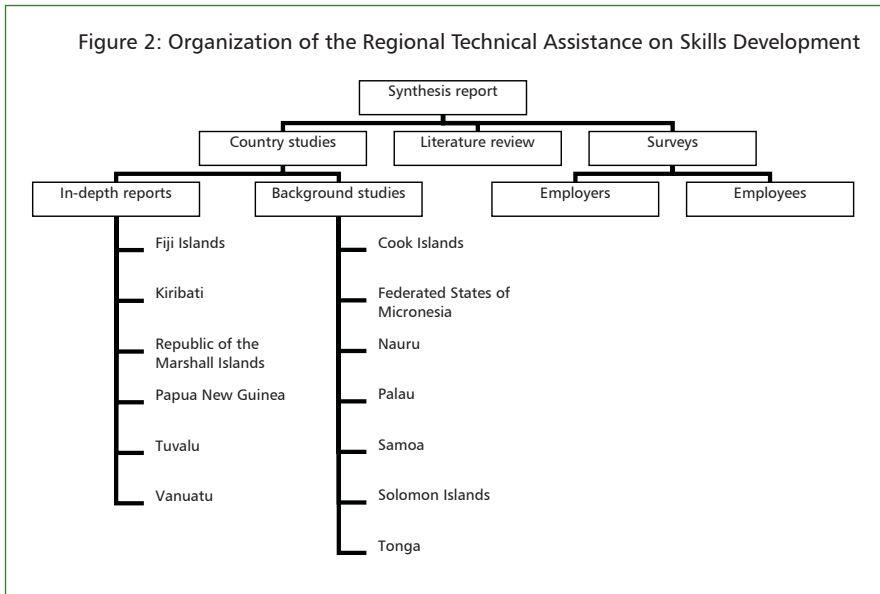 Figure 2: Organization of the Regional Technical Assistance on Skills Development
Synthesis report
Country studies
Literature review
Surveys
In-depth reports
Background studies
Employers
Employees
Fiji Islands
Kiribati
Republic of the
Marshall Islands
Papua New Guinea
Tuvalu
Vanuatu
Cook Islands
Federated States of
Micronesia
Nauru
Palau
Samoa
Solomon Islands
Tonga